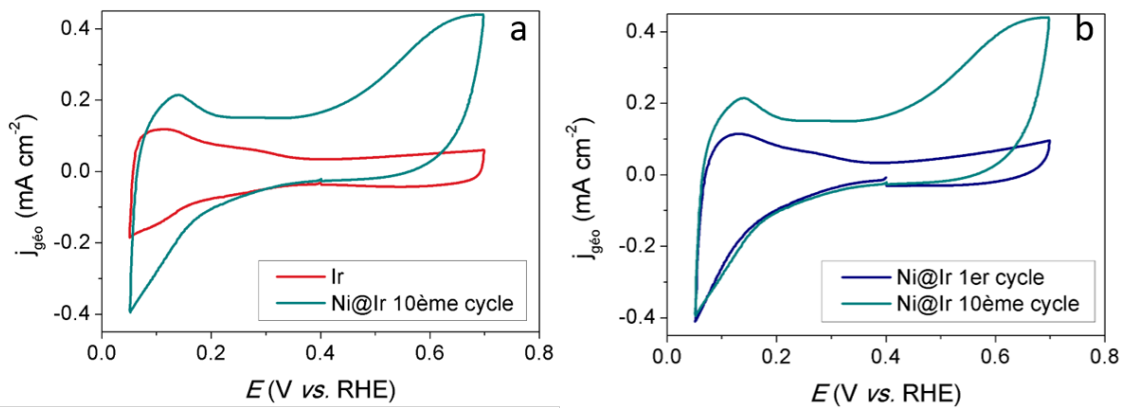 a
0.4
0.2
0.0
-0.2
-0.4
j géo (mA cm-2)
Ir
Ni@Ir 10ème cycle
0.0 0.2 0.4 0.6 0.8
E (V vs. RHE)
b
0.4
0.2
0.0
-0.2
-0.4
j géo (mA cm-2)
Ni@Ir 1er cycle
Ni@Ir 10ème cycle
0.0 0.2 0.4 0.6 0.8
E (V vs. RHE)